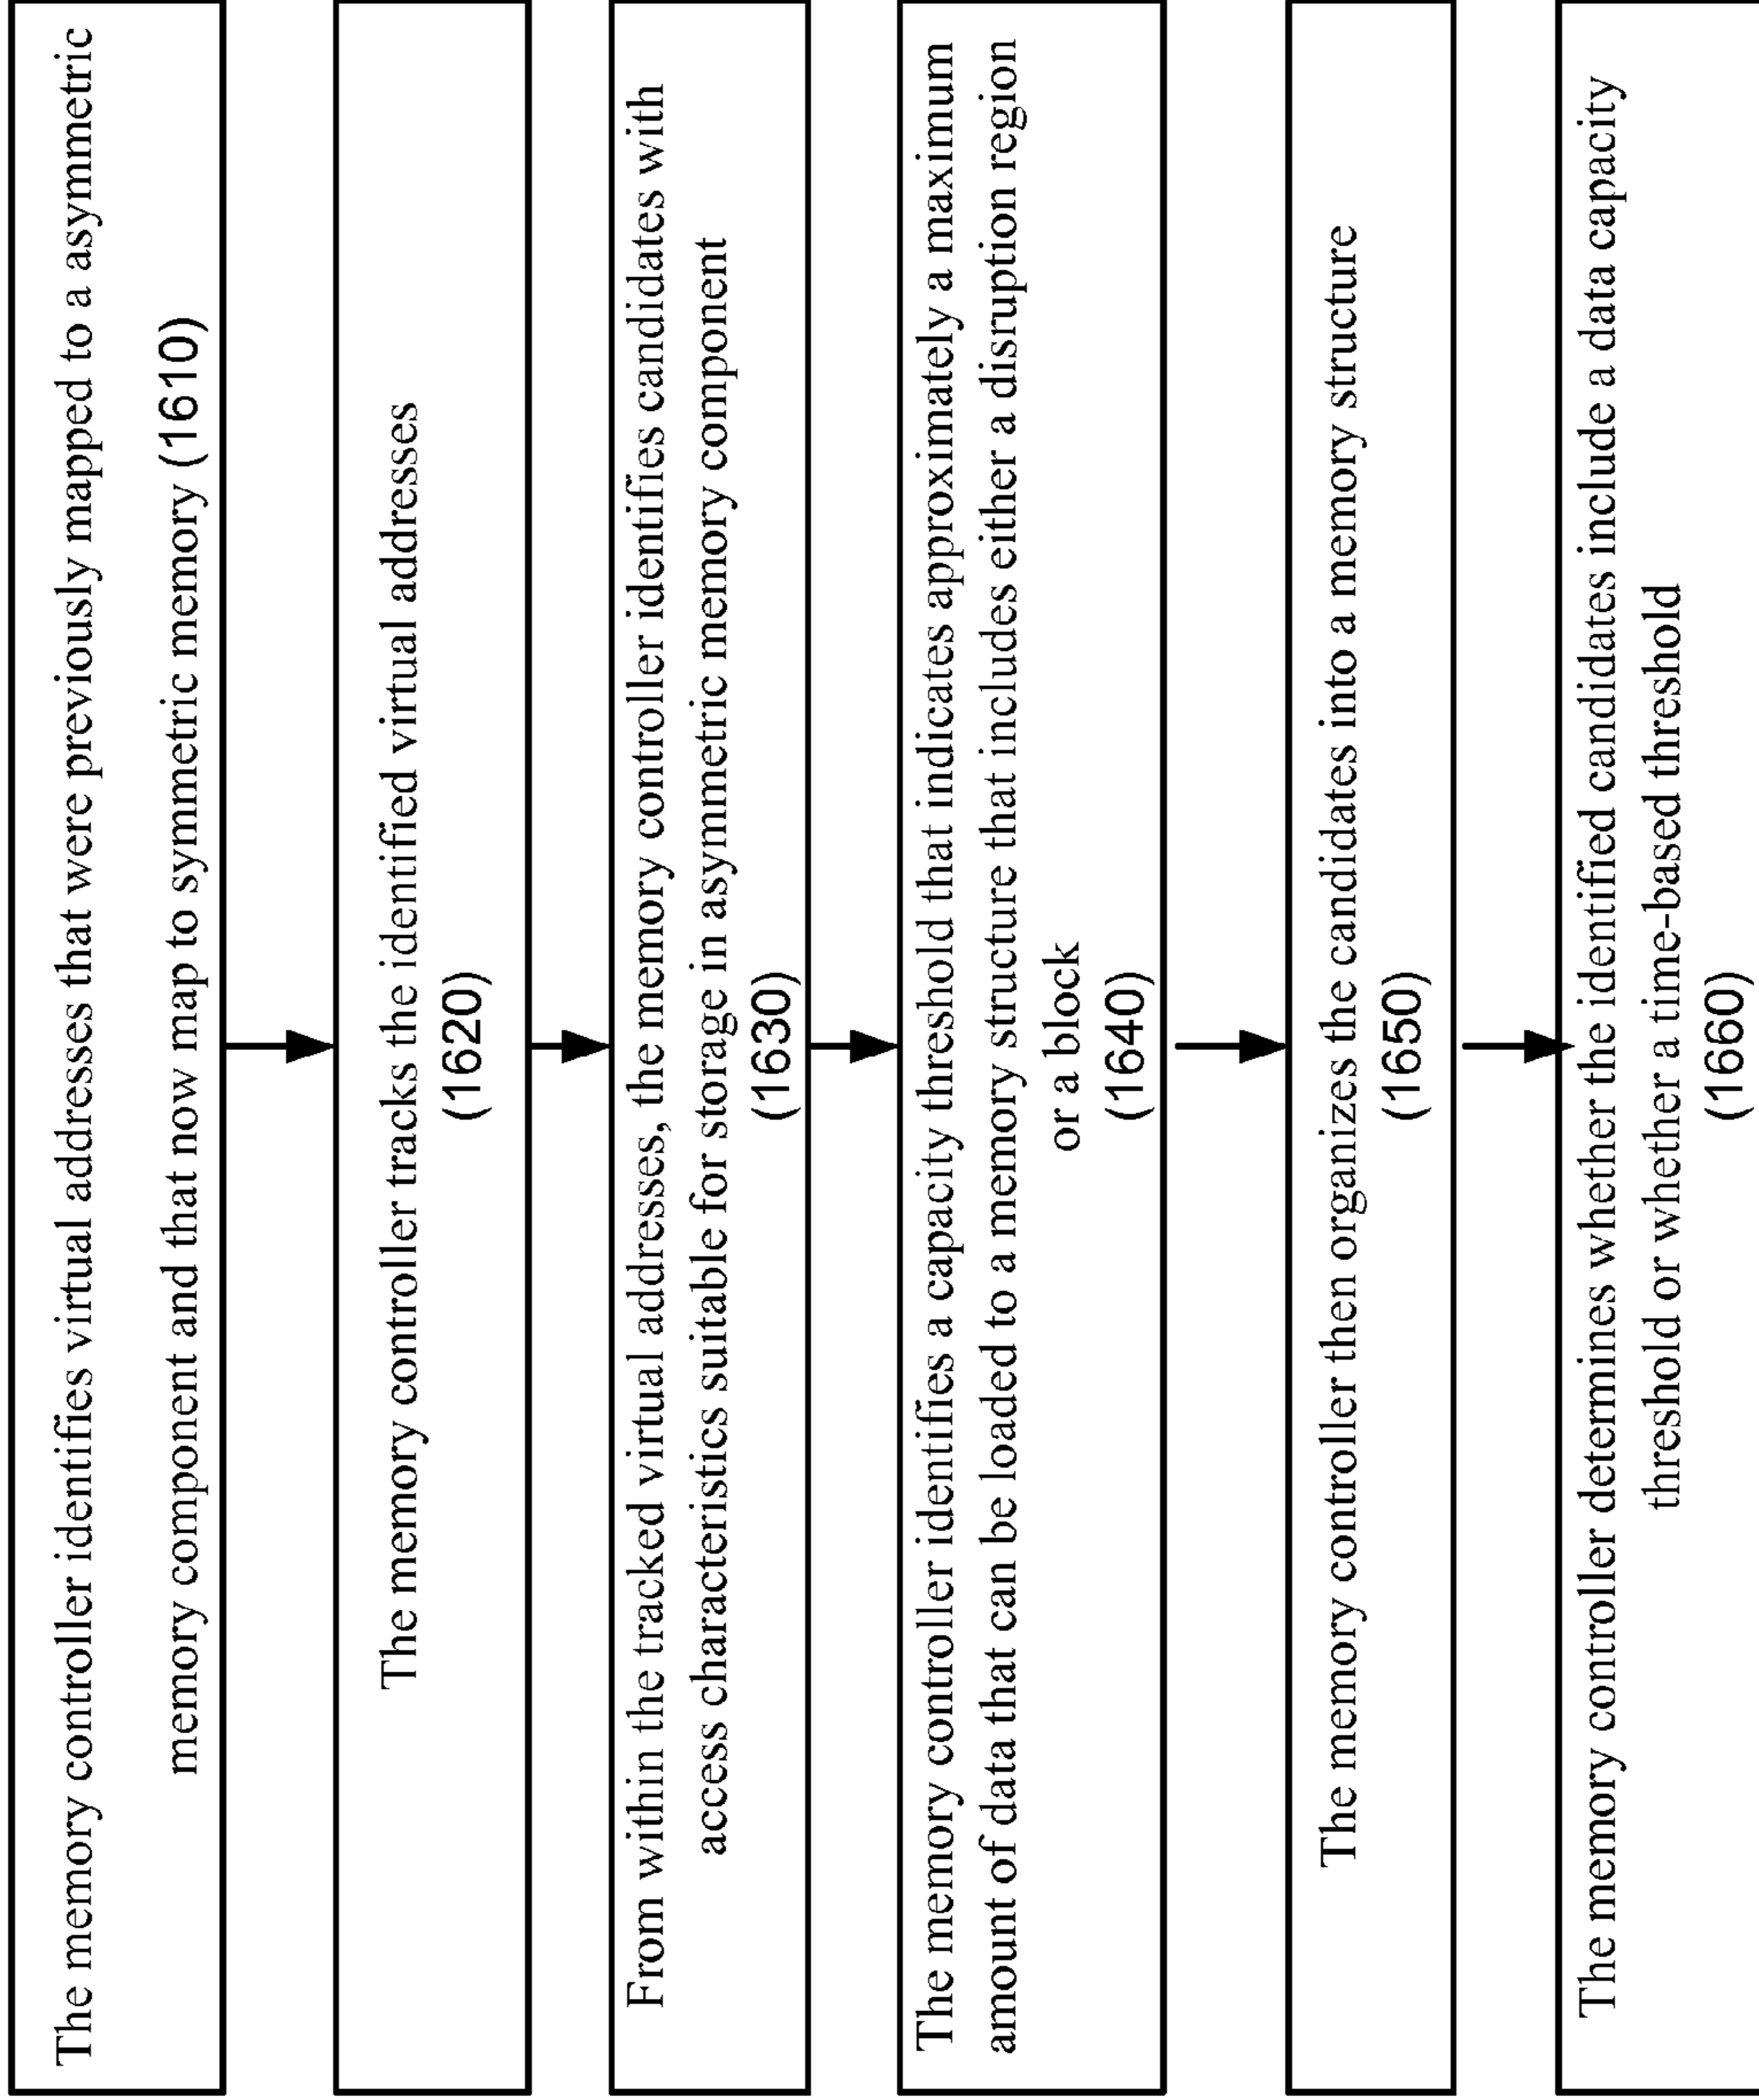 The memory controller identifies virtual addresses that were previously mapped to a asymmetric
memory component and that now map to symmetric memory (1610)
The memory controller tracks the identified virtual addresses
(1620)
From within the tracked virtual addresses, the memory controller identifies candidates with
access characteristics suitable for storage in asymmetric memory component
(1630)
The memory controller identifies a capacity threshold that indicates approximately a maximum
amount of data that can be loaded to a memory structure that includes either a disruption region
or a block
(1640)
The memory controller then organizes the candidates into a memory structure
(1650)
The memory controller determines whether the identified candidates include a data capacity
threshold or whether a time-based threshold
(1660)